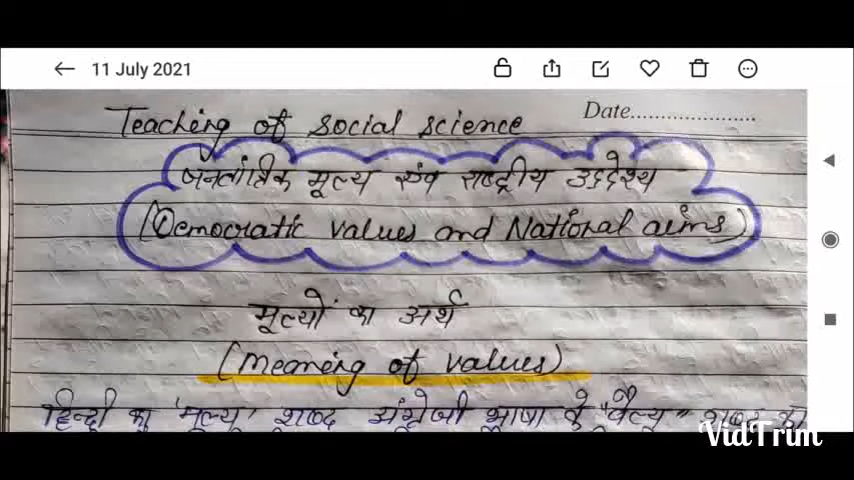 11 July 2021
Date
Teaching of social science
जनतांत्रिक मूल्य एंव राष्ट्रीय उद्देश्य
(Democratic values and National aims)
मूल्यों का अर्थ
(Meaning of values)
हिन्दी का 'मूल्य' शब्द अंग्रेजी भाषा के "वैल्यू" शब्द का
VidTrim